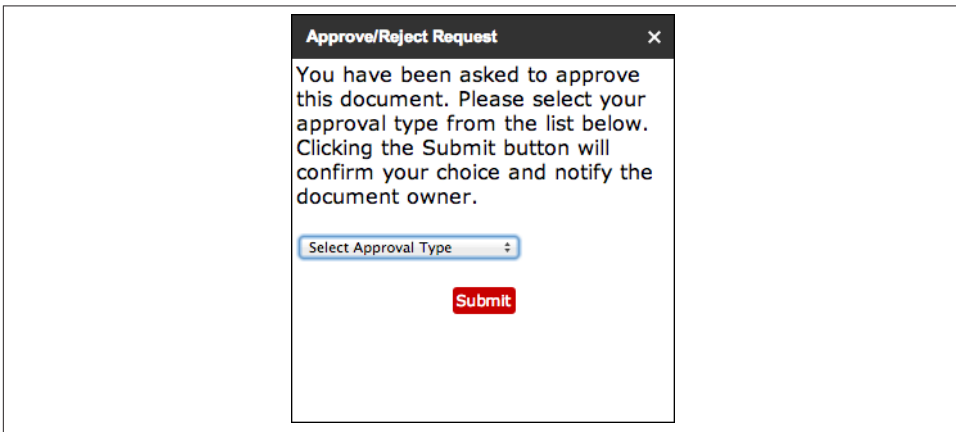 Approve/Reject Request
You have been asked to approve
this document. Please select your
approval type from the list below.
Clicking the Submit button will
confirm your choice and notify the
document owner.
Select Approval Type
Submit